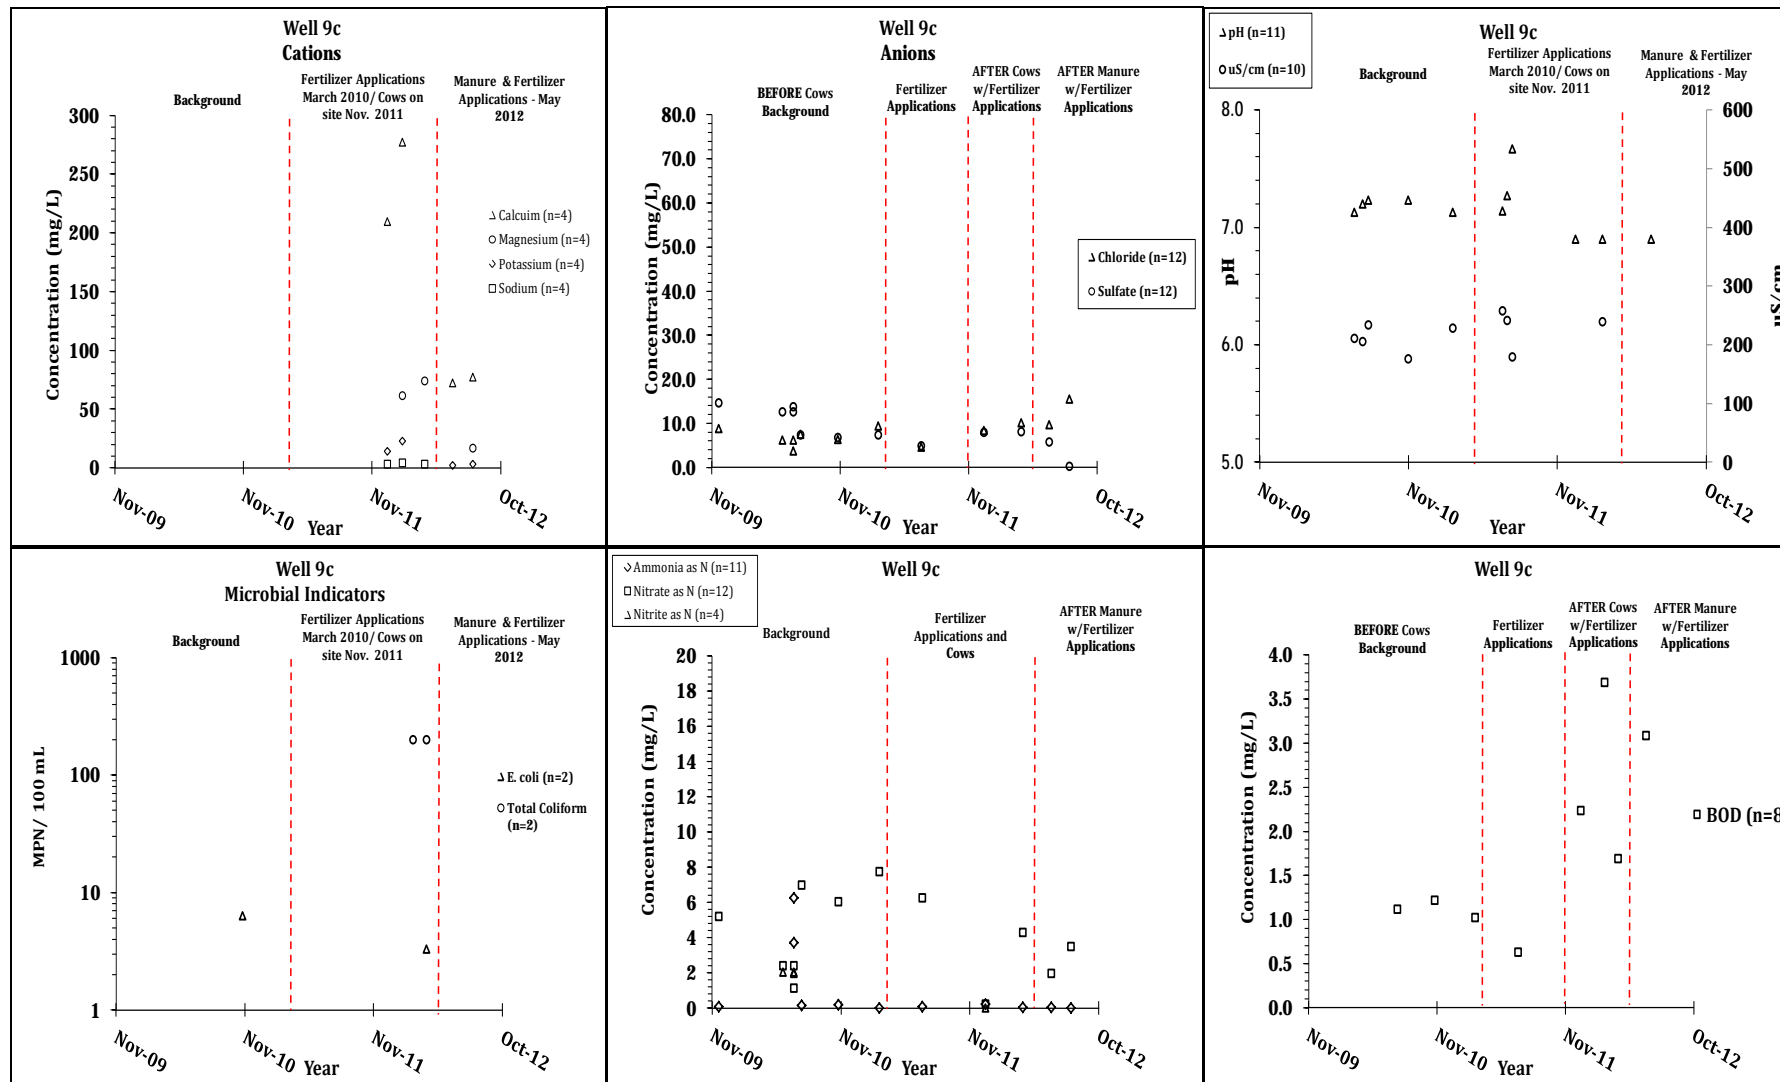 Well 9c
Cations
Background
Fertilizer Applications
March 2010/ Cows on
site Nov. 2011
Manure & Fertilizer
Applications - May
2012
300
250
200
150
100
50
0
Concentration (mg/L)
Calcuim (n=4)
Magnesium (n=4)
Potassium (n=4)
Sodium (n=4)
Nov-09
Nov-10
Nov-11
Oct-12
Year
Well 9c
Anions
BEFORE Cows
Background
Fertilizer
Applications
AFTER Cows
w/Fertilizer
Applications
AFTER Manure
w/Fertilizer
Applications
80.0
70.0
60.0
50.0
40.0
30.0
20.0
10.0
0.0
Concentration (mg/L)
Chloride (n=12)
Sulfate (n=12)
Nov-09
Nov-10
Nov-11
Oct-12
Year
pH (n=11)
uS/cm (n=10)
Well 9c
Background
Fertilizer Applications
March 2010/ Cows on
site Nov. 2011
Manure & Fertilizer
Applications - May
2012
8.0
7.0
6.0
5.0
pH
600
500
400
300
200
100
0
uS/cm
Nov-09
Nov-10
Nov-11
Oct-12
Year
Well 9c
Microbial Indicators
Background
Fertilizer Applications
March 2010/ Cows on
site Nov. 2011
Manure & Fertilizer
Applications - May
2012
1000
100
10
1
MPN/ 100 mL
E. coli (n=2)
Total Coliform
(n=2)
Nov-09
Nov-10
Nov-11
Oct-12
Year
Ammonia as N (n=11)
Nitrate as N (n=12)
Nitrite as N (n=4)
Well 9c
Background
Fertilizer
Applications and
Cows
AFTER Manure
w/Fertilizer
Applications
20
18
16
14
12
10
8
6
4
2
0
Concentration (mg/L)
Nov-09
Nov-10
Nov-11
Oct-12
Year
Well 9c
BEFORE Cows
Background
Fertilizer
Applications
AFTER Cows
w/Fertilizer
Applications
AFTER Manure
w/Fertilizer
Applications
4.0
3.5
3.0
2.5
2.0
1.5
1.0
0.5
0.0
Concentration (mg/L)
BOD (n=8
Nov-09
Nov-10
Nov-11
Oct-12
Year